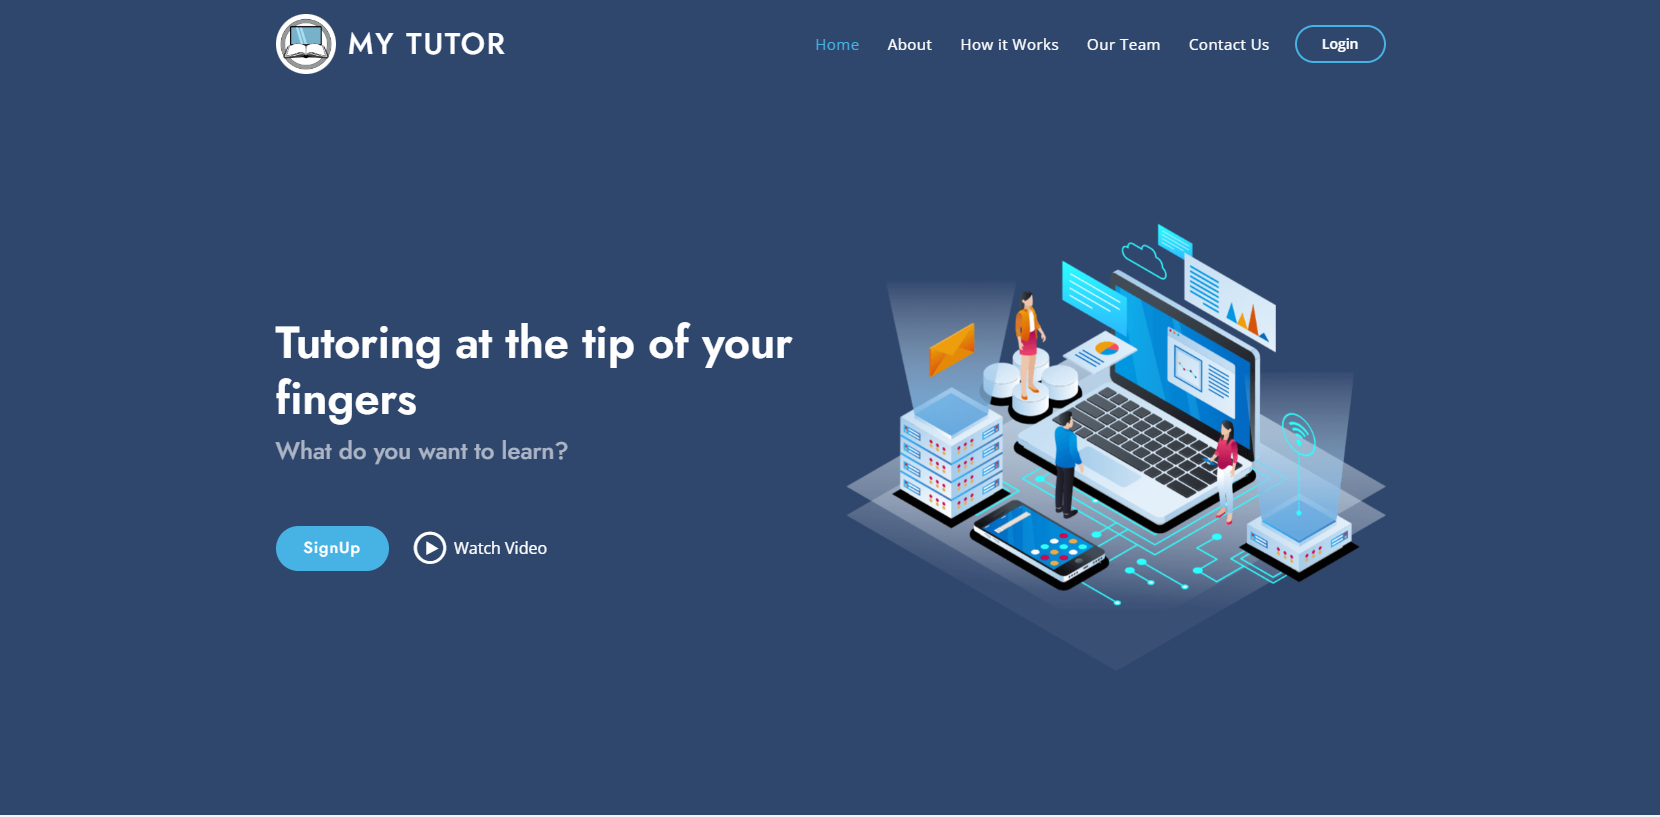 MY TUTOR
Home About How it Works Our Team Contact Us Login
Tutoring at the tip of your
fingers
What do you want to learn?
SignUp Watch Video